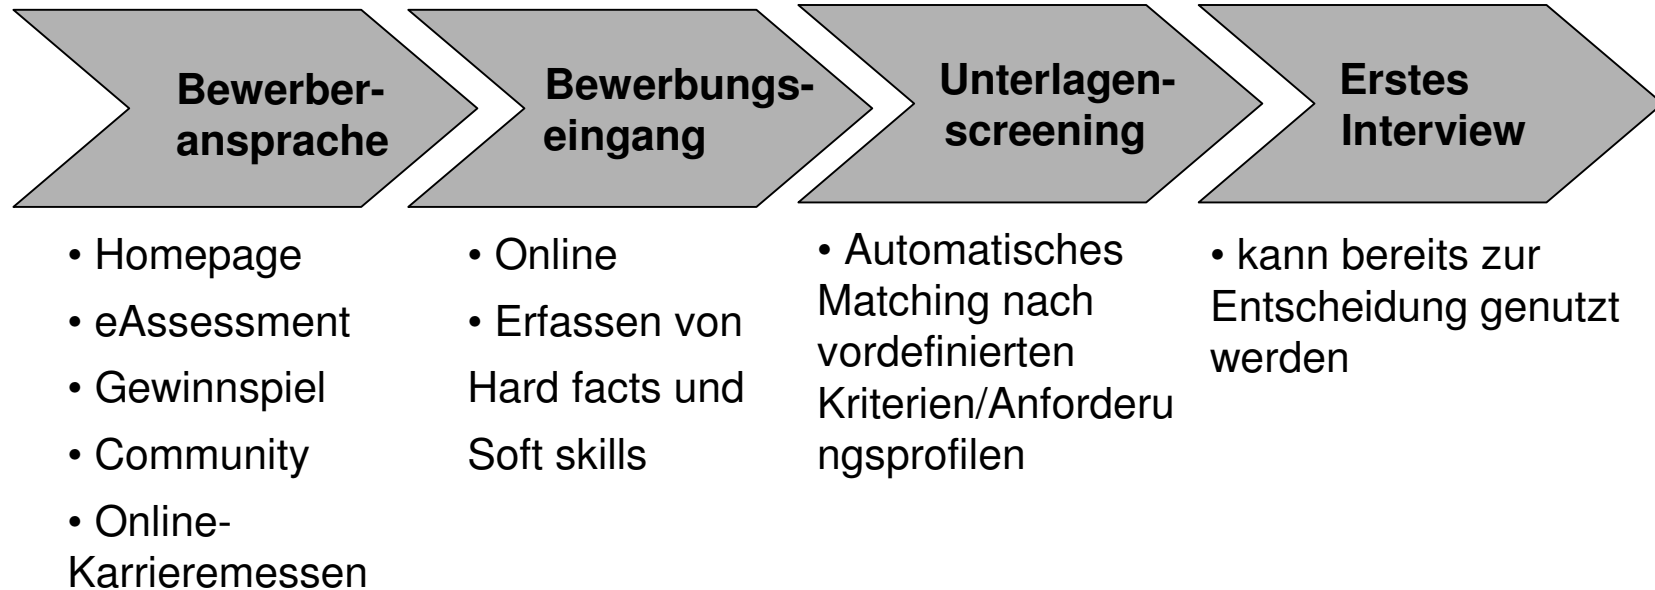 Bewerber-
ansprache
Bewerbungs-
eingang
Unterlagen-
screening
Erstes
Interview
• Homepage
• eAssessment
• Gewinnspiel
• Community
• Online-
Karrieremessen
• Online
• Erfassen von
Hard facts und
Soft skills
• Automatisches
Matching nach
vordefinierten
Kriterien/Anforderu
ngsprofilen
• kann bereits zur
Entscheidung genutzt
werden